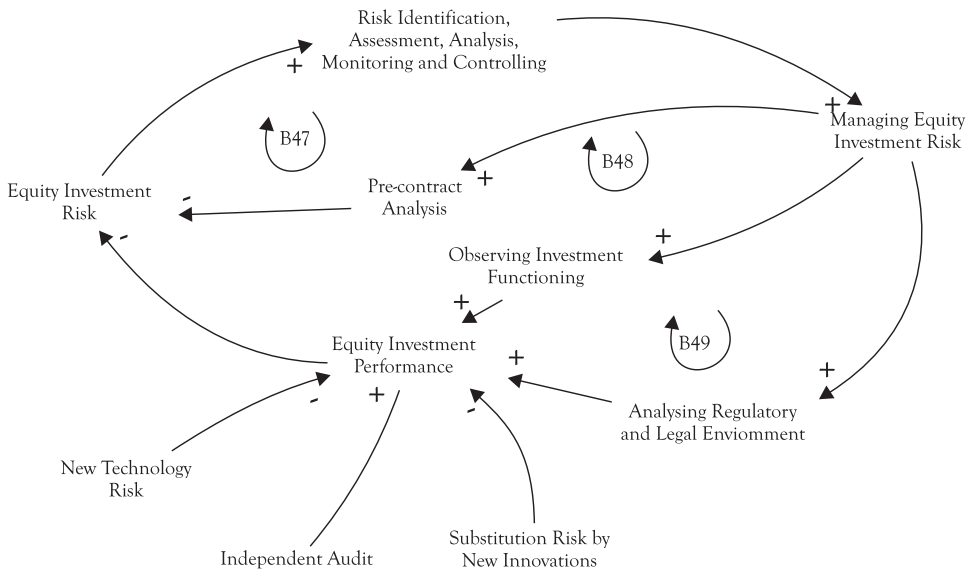 Risk Identification,
Assessment, Analysis,
Monitoring and Controlling
+
B47
+
Managing Equity
Investment Risk
B48
Equity Investment
Risk
-
Pre-contract
Analysis
+
-
Observing Investment
Functioning
+
+
B49
Equity Investment
Performance
+
+
-
+
-
Analysing Regulatory
and Legal Enviomment
New Technology
Risk
Independent Audit
Substitution Risk by
New Innovations